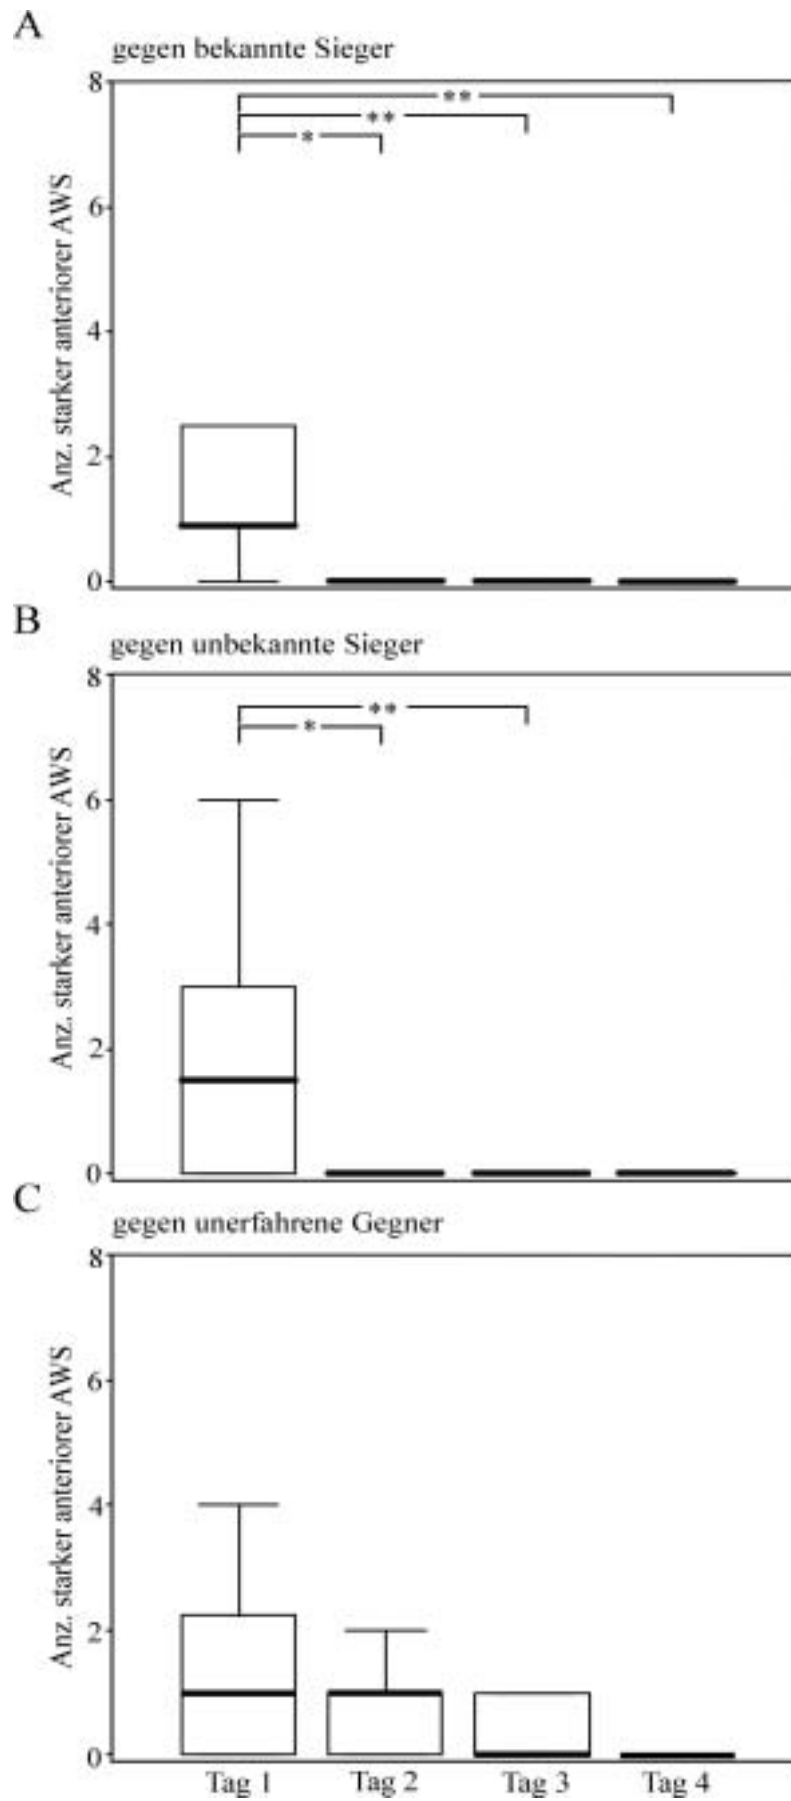 A
gegen bekannte Sieger
Anz. starker anteriorer AWS
8
6
4
2
0
**
**
*
B
gegen unbekannte Sieger
Anz. starker anteriorer AWS
8
6
4
2
0
**
*
C
gegen unerfahrene Gegner
Anz. starker anteriorer AWS
8
6
4
2
0
Tag 1 Tag 2 Tag 3 Tag 4